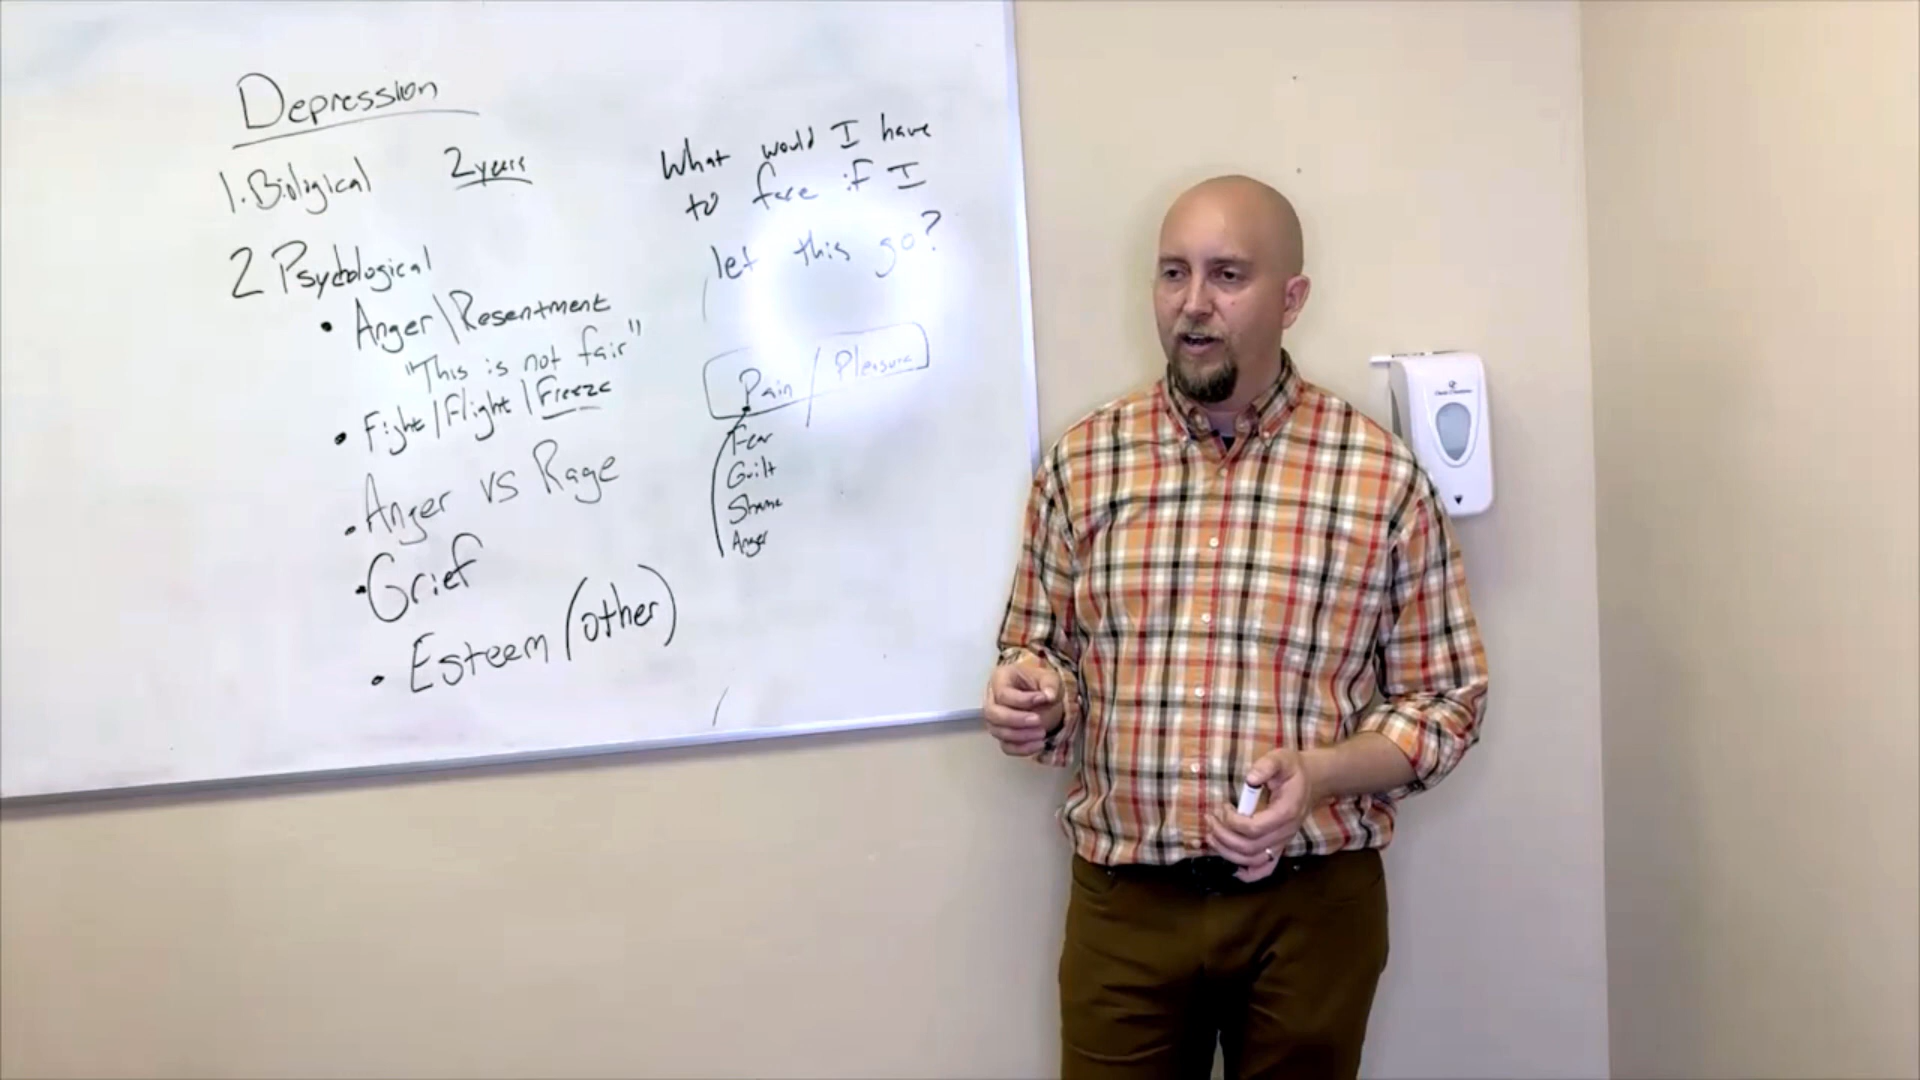 Depression
1. Biological 2 years
2 Psychological
• Anger\Resentment
"This is not fair"
• Fight/Flight/Freeze
• Anger vs Rage
• Grief
• Esteem (other)
What would I have
to face if I
let this go?
Pain / Pleasure
Fear
Guilt
Shame
Anger